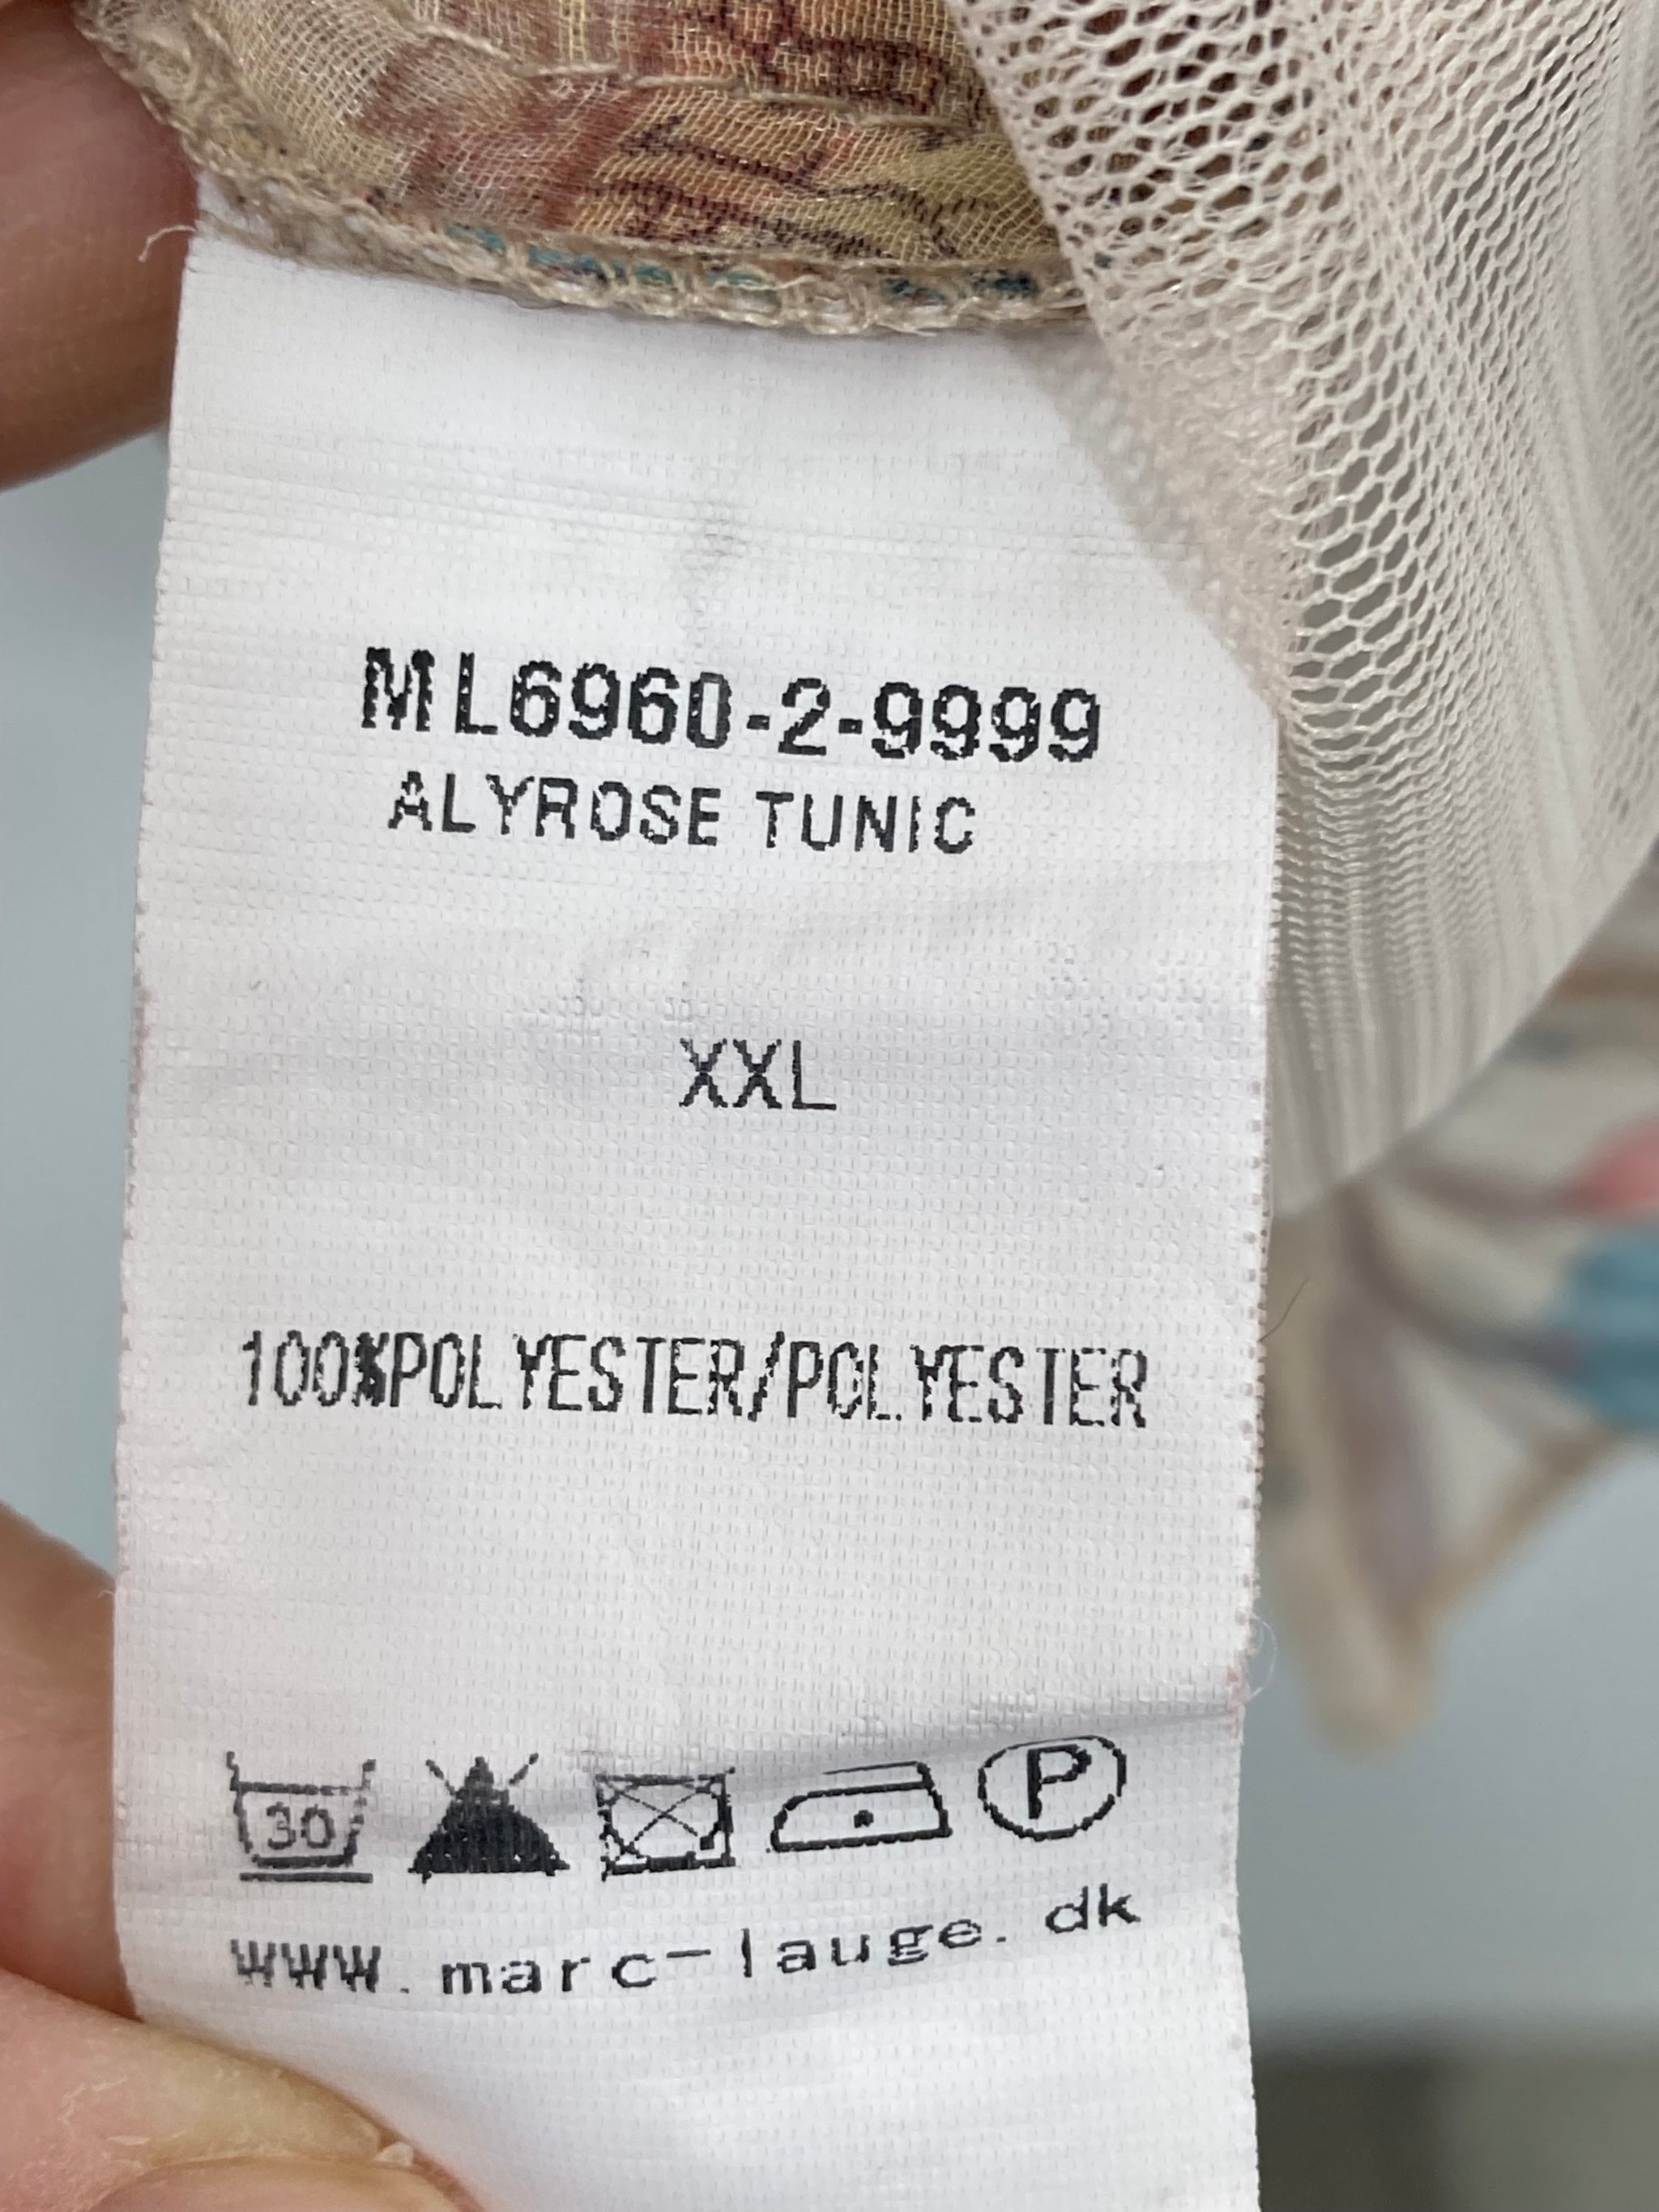 ML6960-2-9999
ALYROSE TUNIC
XXL
100%POLYESTER/POLYESTER
30 P
www.marc-lauge.dk